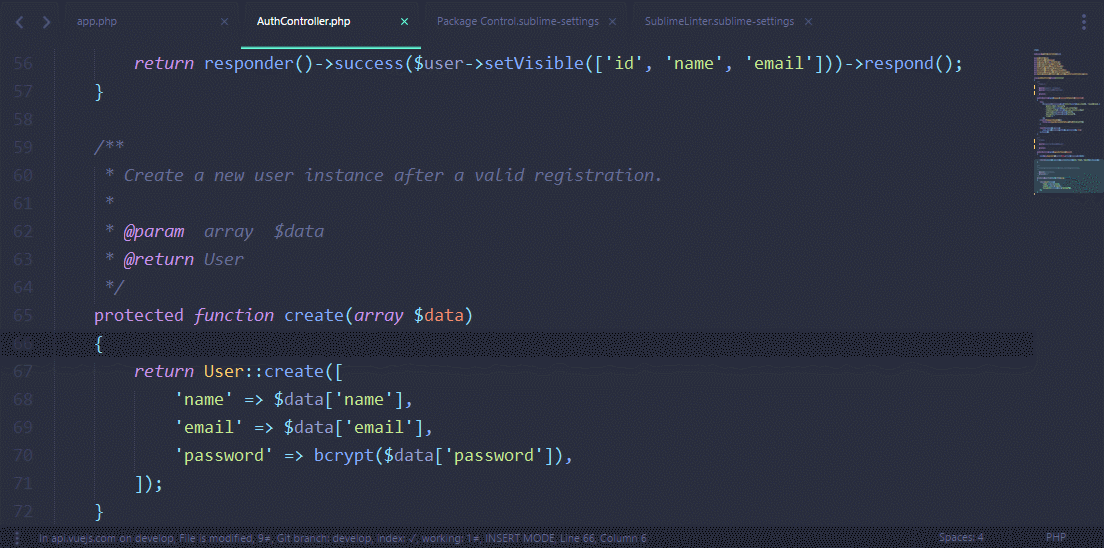 app.php AuthController.php Package Control.sublime-settings SublimeLinter.sublime-settings
56 return responder()->success($user->setVisible(['id', 'name', 'email']))->respond();
57 }
58
59 /**
60 * Create a new user instance after a valid registration.
61 *
62 * @param  array  $data
63 * @return User
64 */
65 protected function create(array $data)
66 {
67 return User::create([
68 'name' => $data['name'],
69 'email' => $data['email'],
70 'password' => bcrypt($data['password']),
71 ]);
72 }
In api.vuejs.com on develop, File is modified, 9≠, Git branch: develop, index: ✓, working: 1≠, INSERT MODE, Line 66, Column 6 Spaces: 4 PHP